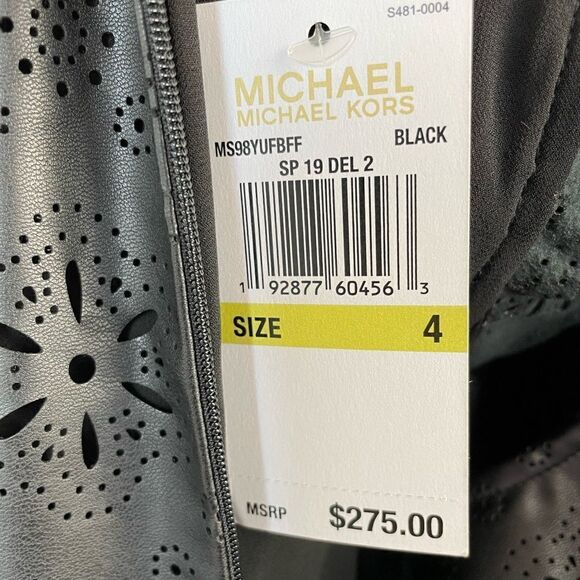 S481-0004
MICHAEL
MICHAEL KORS
MS98YUFBFF BLACK
SP 19 DEL 2
1 92877 60456 3
SIZE 4
MSRP $275.00